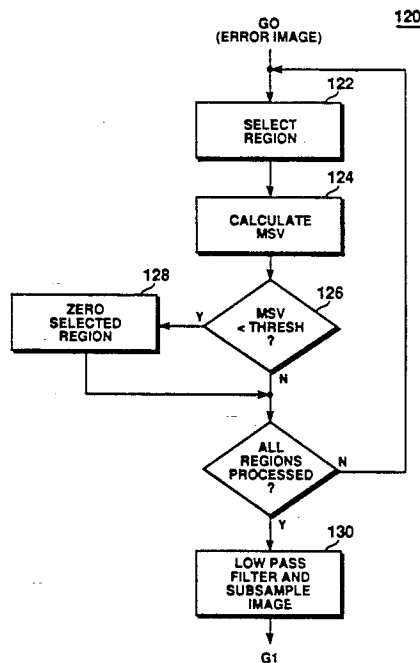 120
GO
(ERROR IMAGE)
122
SELECT
REGION
124
CALCULATE
MSV
128
ZERO
SELECTED
REGION
Y
MSV
< THRESH
?
126
N
ALL
REGIONS
PROCESSED
?
N
Y
130
LOW PASS
FILTER AND
SUBSAMPLE
IMAGE
G1